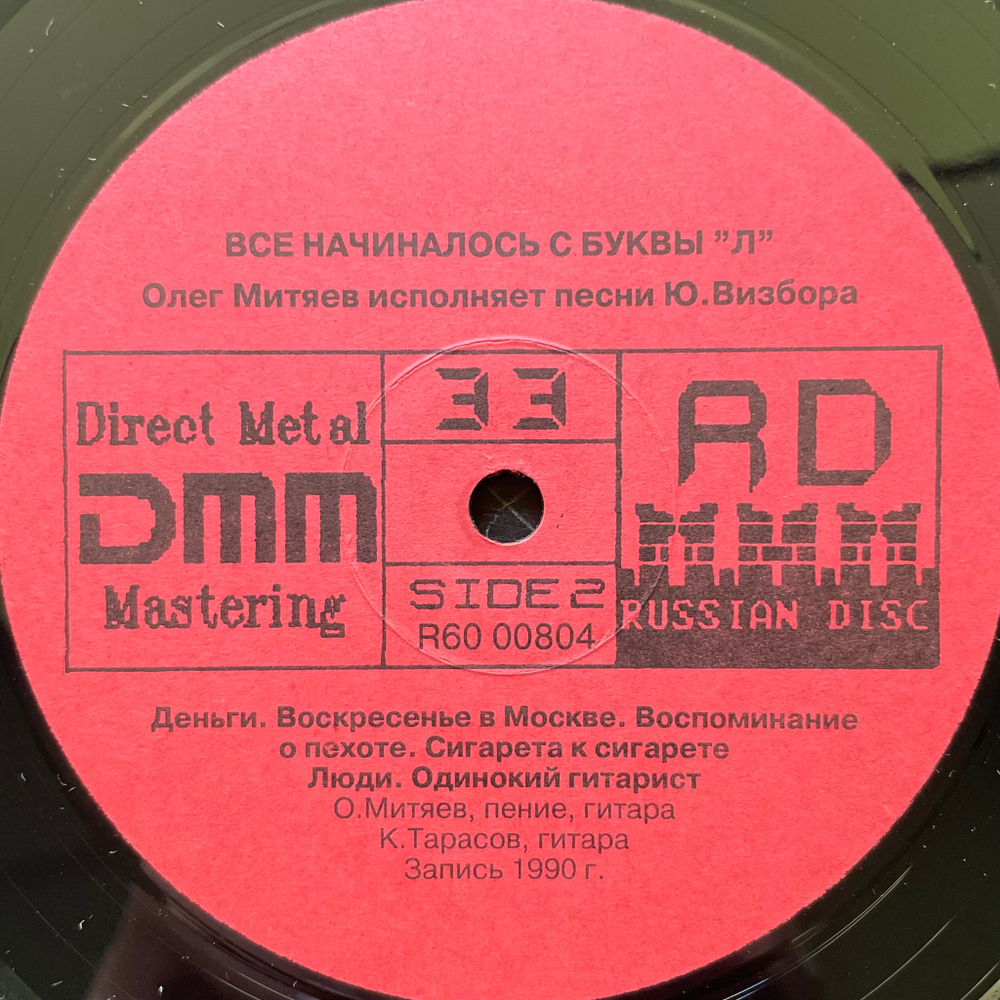 ВСЕ НАЧИНАЛОСЬ С БУКВЫ ”Л”
Олег Митяев исполняет песни Ю.Визбора
Direct Metal
DMM
Mastering
33
SIDE 2
R60 00804
RD
RUSSIAN DISC
Деньги. Воскресенье в Москве. Воспоминание
о пехоте. Сигарета к сигарете
Люди. Одинокий гитарист
О.Митяев, пение, гитара
К.Тарасов, гитара
Запись 1990 г.